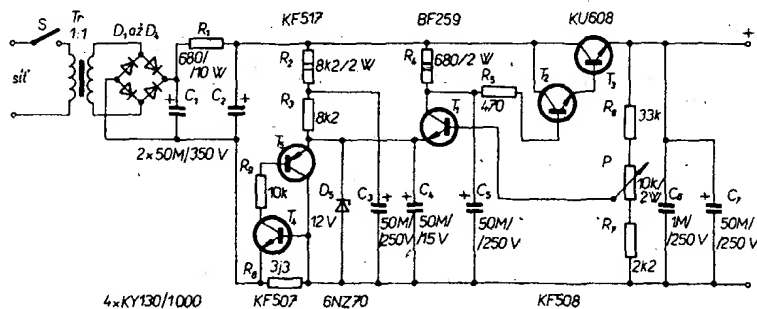 KF517
BF259
KU608
S
Tr
1:1
D₁ až D₄
R₁
680/
/10 W
síť
C₁
C₂
2×50M/350 V
R₂
8k2/2 W
R₃
8k2
R₄
680/2 W
R₅
470
T₁
T₂
T₃
R₆
33k
P
10k/
2W
R₇
2k2
C₆
1M/
/250 V
C₇
50M/
/250 V
T₅
R₉
10k
T₄
R₈
3j3
D₅
12 V
C₃
50M/
/250V
C₄
50M/
/15 V
C₅
50M/
/250 V
4×KY130/1000
KF507
6NZ70
KF508
+
−